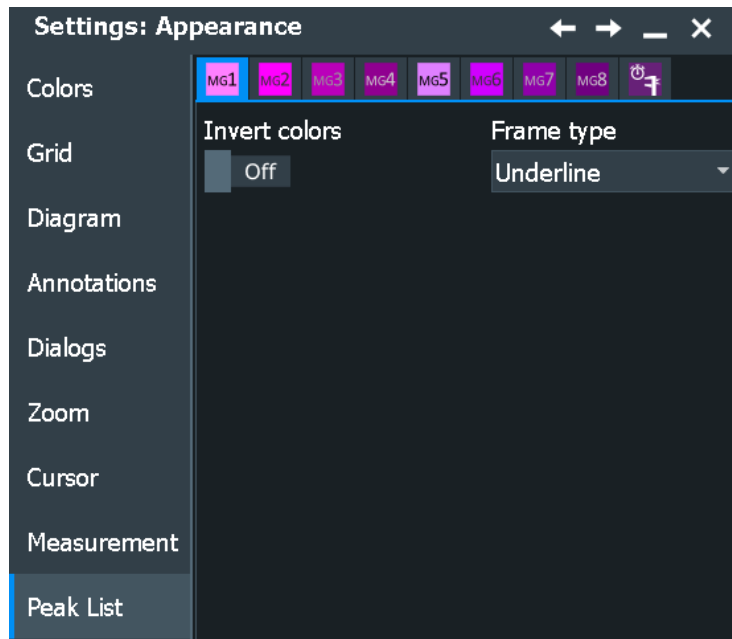 Settings: Appearance
Colors
Grid
Diagram
Annotations
Dialogs
Zoom
Cursor
Measurement
Peak List
MG1 MG2 MG3 MG4 MG5 MG6 MG7 MG8
Invert colors
Off
Frame type
Underline